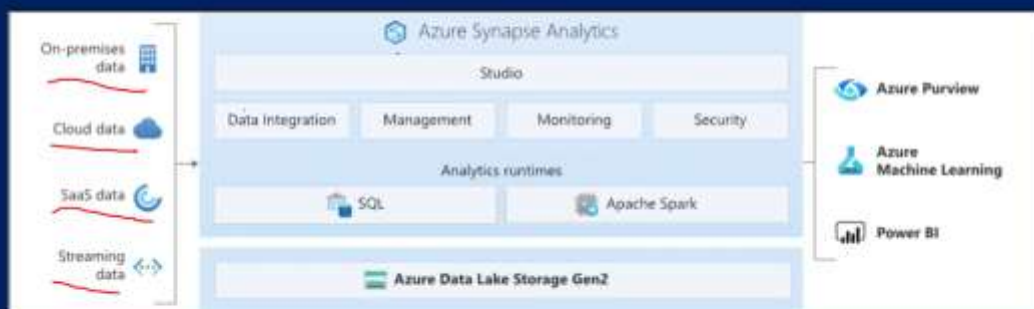 On-premises
data
Cloud data
SaaS data
Streaming
data
Azure Synapse Analytics
Studio
Data Integration
Management
Monitoring
Security
Analytics runtimes
SQL
Apache Spark
Azure Data Lake Storage Gen2
Azure Purview
Azure
Machine Learning
Power BI